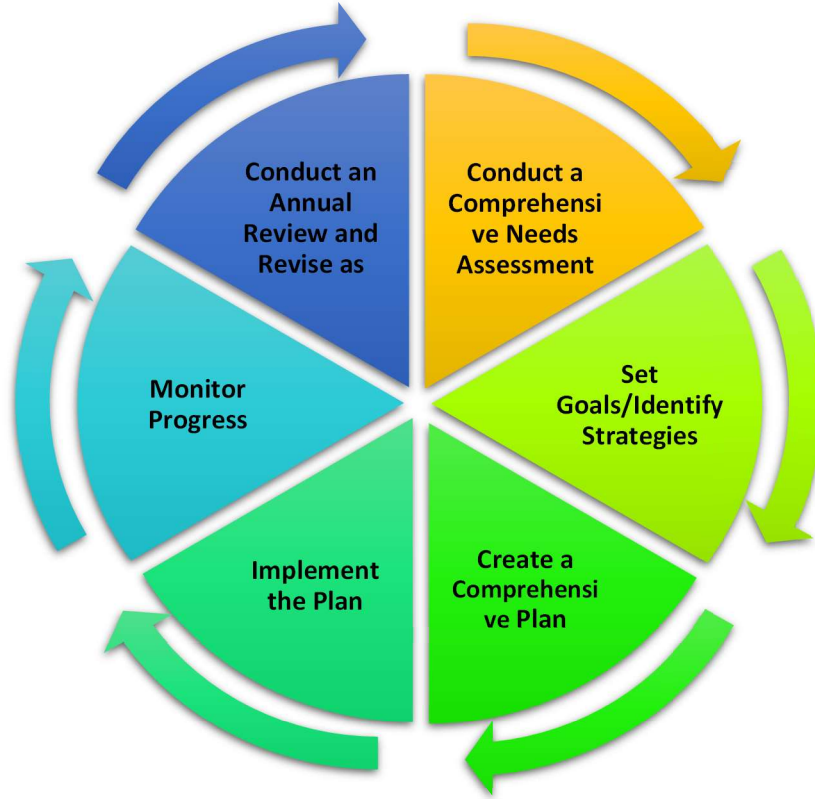 Conduct a
Comprehensi
ve Needs
Assessment
Set
Goals/Identify
Strategies
Create a
Comprehensi
ve Plan
Implement
the Plan
Monitor
Progress
Conduct an
Annual
Review and
Revise as